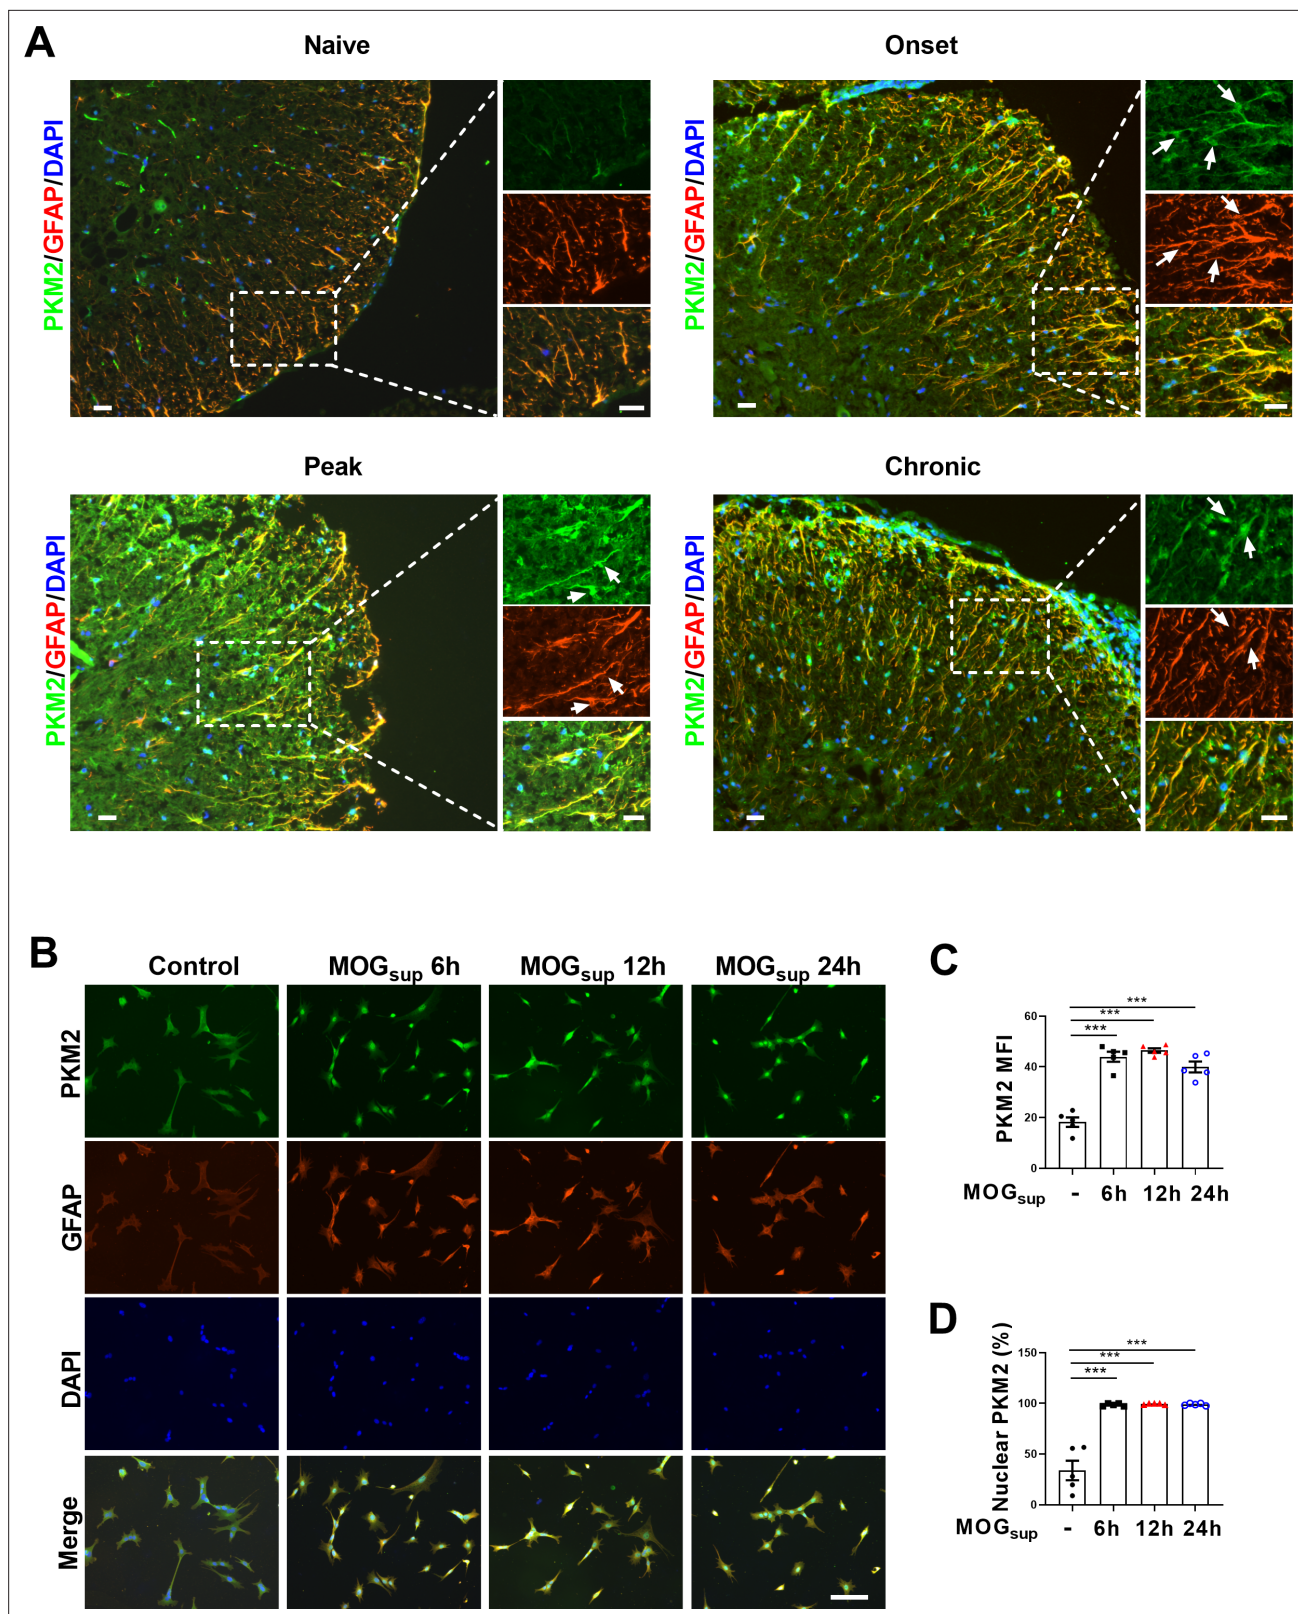 A
Naive
Onset
PKM2/GFAP/DAPI
PKM2/GFAP/DAPI
Peak
Chronic
PKM2/GFAP/DAPI
PKM2/GFAP/DAPI
B
Control
MOGsup 6h
MOGsup 12h
MOGsup 24h
PKM2
GFAP
DAPI
Merge
C
***
***
***
PKM2 MFI
60
40
20
0
MOGsup - 6h 12h 24h
D
***
***
***
Nuclear PKM2 (%)
150
100
50
0
MOGsup - 6h 12h 24h